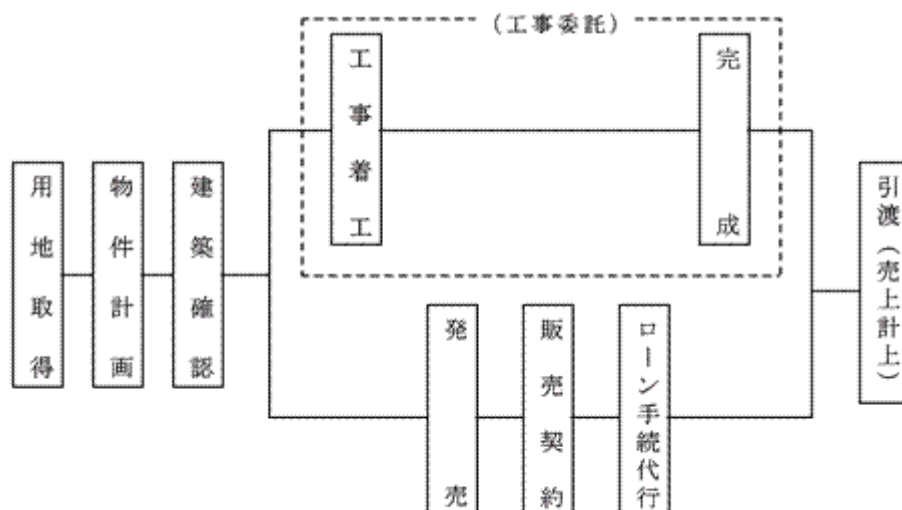 用地取得
物件計画
建築確認
(工事委託)
工事着工
完成
発売
販売契約
ローン手続代行
引渡(売上計上)